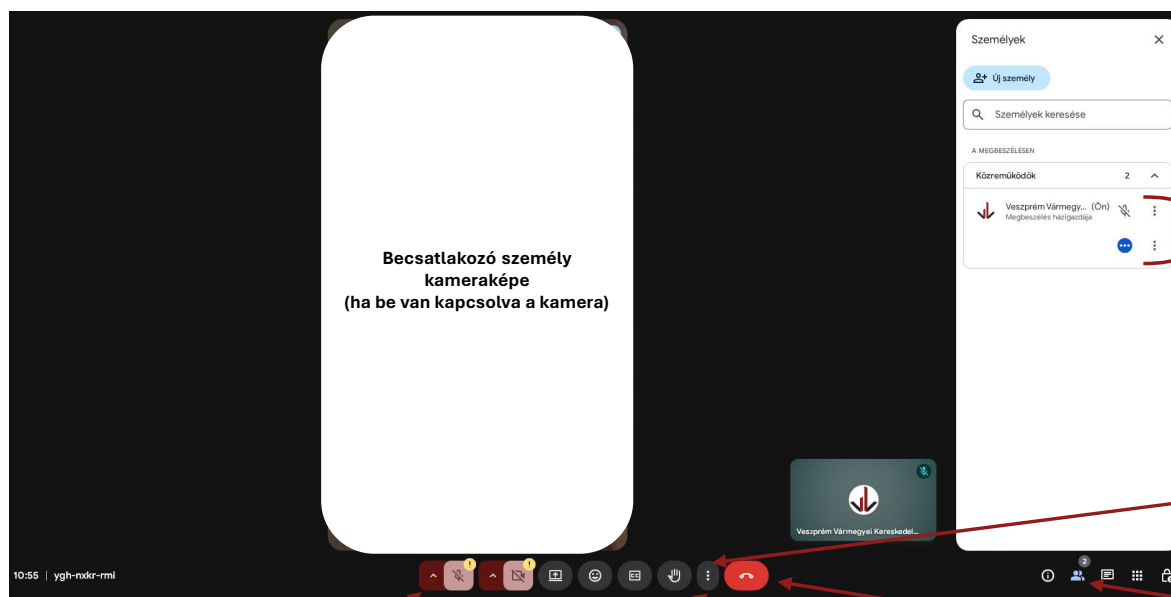 Becsatlakozó személy
kameraképe
(ha be van kapcsolva a kamera)
Személyek
Új személy
Személyek keresése
A MEGBESZÉLÉSEN
Közreműködők 2
Veszprém Vármegy... (Ön)
Megbeszélés házigazdája
Veszprém Vármegyei Kereskedel...
10:55 | ygh-nxkr-rmi
! ! CC 2